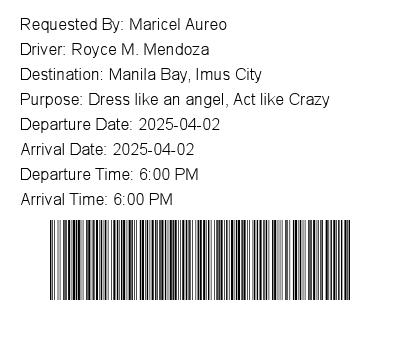 Requested By: Maricel Aureo
Driver: Royce M. Mendoza
Destination: Manila Bay, Imus City
Purpose: Dress like an angel, Act like Crazy
Departure Date: 2025-04-02
Arrival Date: 2025-04-02
Departure Time: 6:00 PM
Arrival Time: 6:00 PM